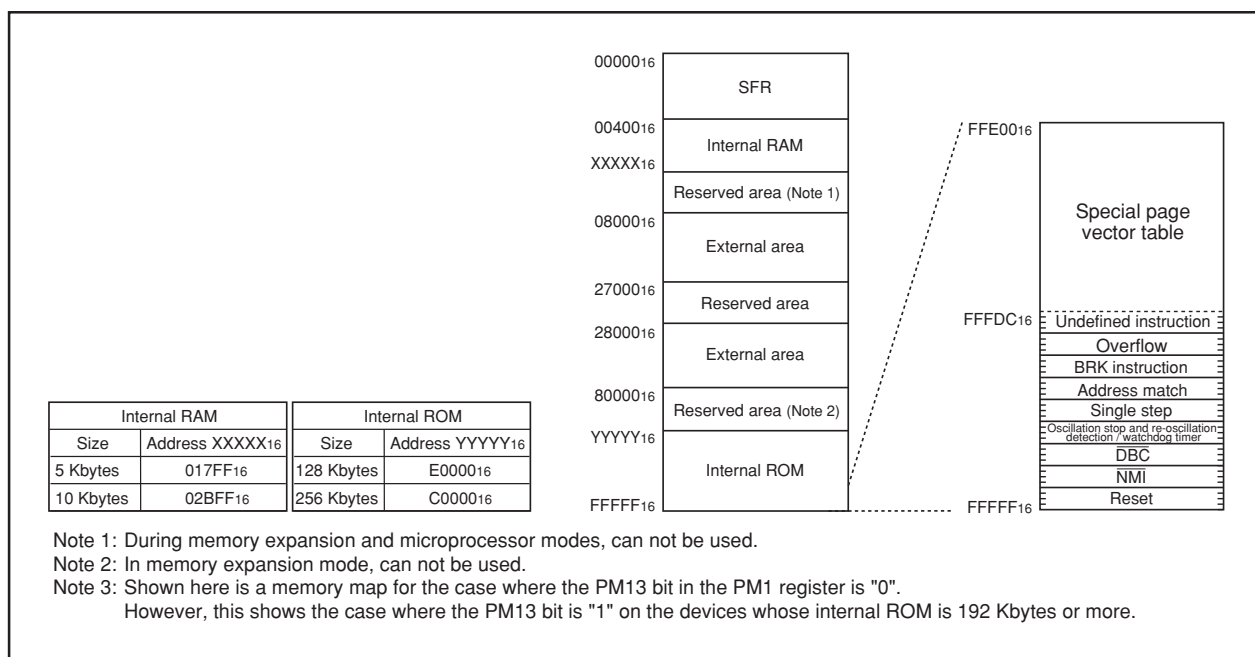 0000016
SFR
0040016
Internal RAM
XXXXX16
Reserved area (Note 1)
0800016
External area
2700016
Reserved area
2800016
External area
8000016
Reserved area (Note 2)
YYYYY16
Internal ROM
FFFFF16
FFE0016
Special page
vector table
FFFDC16
Undefined instruction
Overflow
BRK instruction
Address match
Single step
Oscillation stop and re-oscillation
detection / watchdog timer
DBC
NMI
Reset
FFFFF16
Internal RAM Internal ROM
Size Address XXXXX16 Size Address YYYYY16
5 Kbytes 017FF16 128 Kbytes E000016
10 Kbytes 02BFF16 256 Kbytes C000016
Note 1: During memory expansion and microprocessor modes, can not be used.
Note 2: In memory expansion mode, can not be used.
Note 3: Shown here is a memory map for the case where the PM13 bit in the PM1 register is "0".
However, this shows the case where the PM13 bit is "1" on the devices whose internal ROM is 192 Kbytes or more.